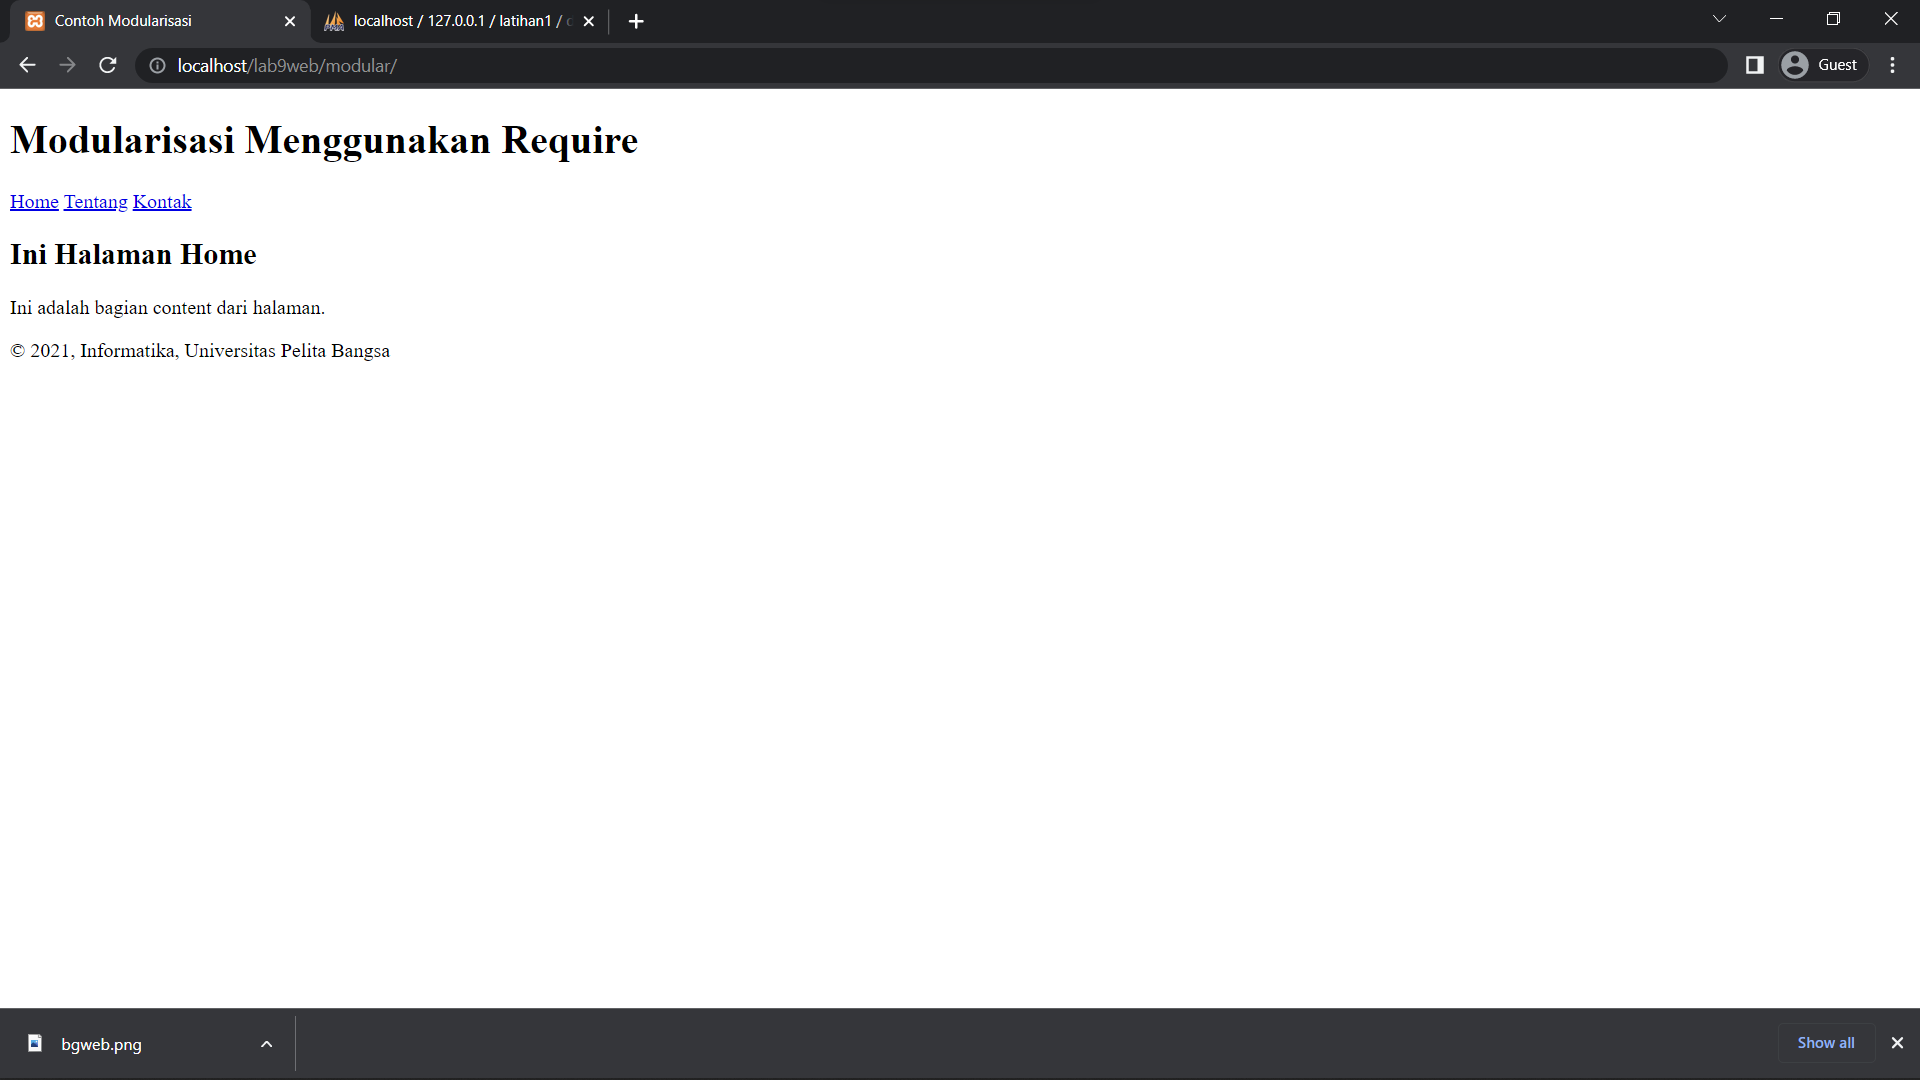 Contoh Modularisasi
localhost / 127.0.0.1 / latihan1 /
localhost/lab9web/modular/
Guest
Modularisasi Menggunakan Require
Home Tentang Kontak
Ini Halaman Home
Ini adalah bagian content dari halaman.
© 2021, Informatika, Universitas Pelita Bangsa
bgweb.png
Show all